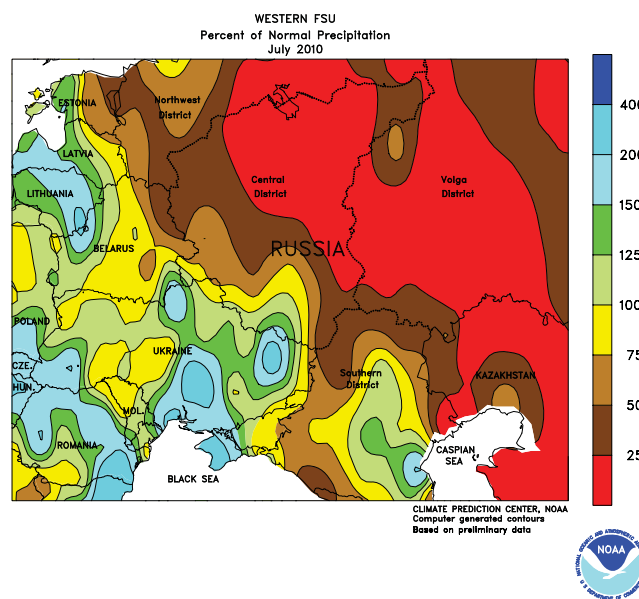 WESTERN FSU
Percent of Normal Precipitation
July 2010
ESTONIA
Northwest
District
LATVIA
LITHUANIA
Central
District
Volga
District
BELARUS
RUSSIA
POLAND
UKRAINE
CZE.
HUN.
MOL.
Southern
District
KAZAKHSTAN
ROMANIA
CASPIAN
SEA
BLACK SEA
400
200
150
125
100
75
50
25
CLIMATE PREDICTION CENTER, NOAA
Computer generated contours
Based on preliminary data
NOAA